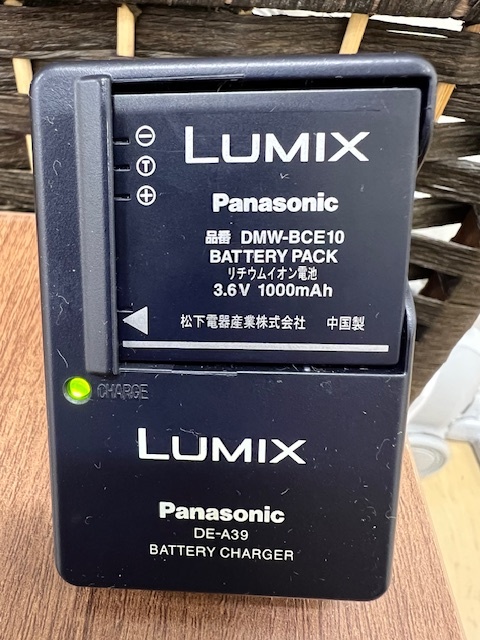 ⊖
LUMIX
T
⊕
Panasonic
品番 DMW-BCE10
BATTERY PACK
リチウムイオン電池
3.6V 1000mAh
松下電器産業株式会社 中国製
CHARGE
LUMIX
Panasonic
DE-A39
BATTERY CHARGER